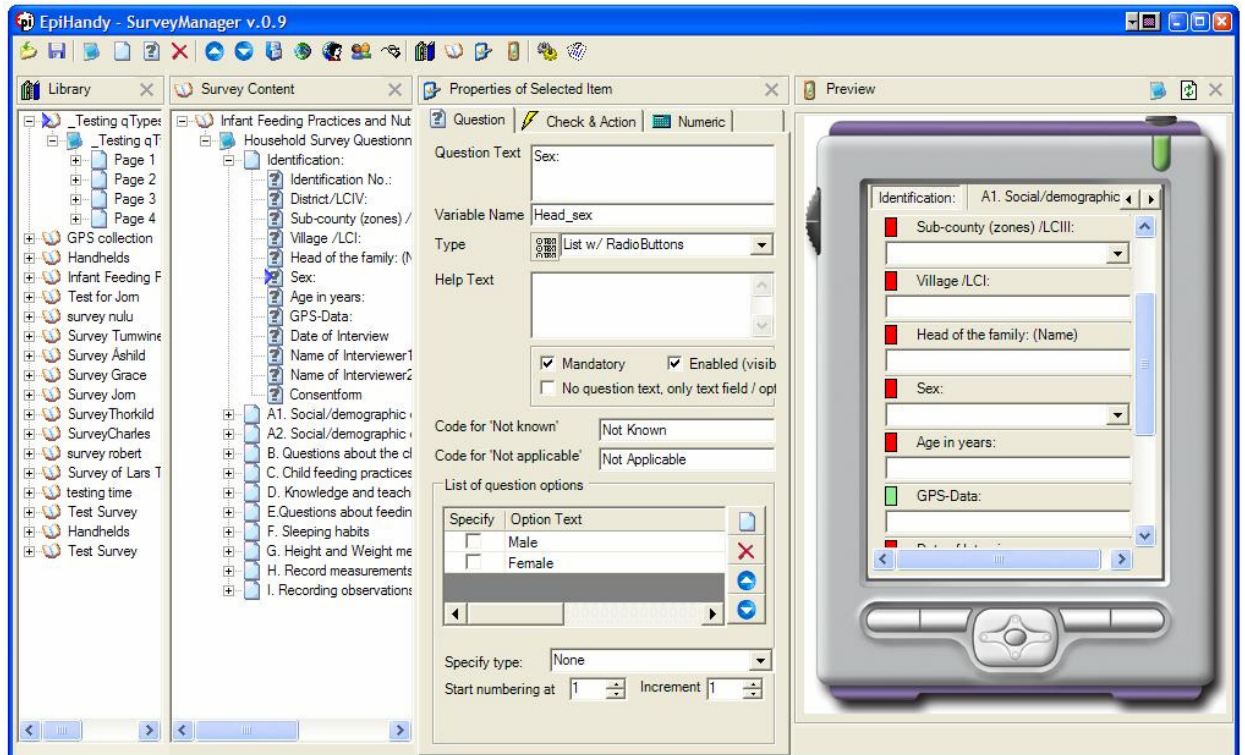 EpiHandy - SurveyManager v.0.9
Library
Survey Content
Properties of Selected Item
Preview
_Testing qTypes
_Testing qT
Page 1
Page 2
Page 3
Page 4
GPS collection
Handhelds
Infant Feeding F
Test for Jorn
survey nulu
Survey Tumwine
Survey Åshild
Survey Grace
Survey Jorn
SurveyThorkild
SurveyCharles
survey robert
Survey of Lars T
testing time
Test Survey
Handhelds
Test Survey
Infant Feeding Practices and Nut
Household Survey Questionn
Identification:
Identification No.:
District/LCIV:
Sub-county (zones) /
Village /LCI:
Head of the family: (N
Sex:
Age in years:
GPS-Data:
Date of Interview
Name of Interviewer1
Name of Interviewer2
Consentform
A1. Social/demographic
A2. Social/demographic
B. Questions about the cl
C. Child feeding practices
D. Knowledge and teach
E.Questions about feedin
F. Sleeping habits
G. Height and Weight me
H. Record measurements
I. Recording observations
Question Check & Action Numeric
Question Text Sex:
Variable Name Head_sex
Type List w/ RadioButtons
Help Text
Mandatory Enabled (visib
No question text, only text field / opt
Code for 'Not known' Not Known
Code for 'Not applicable' Not Applicable
List of question options
Specify Option Text
Male
Female
Specify type: None
Start numbering at 1 Increment 1
Identification: A1. Social/demographic
Sub-county (zones) /LCIII:
Village /LCI:
Head of the family: (Name)
Sex:
Age in years:
GPS-Data: